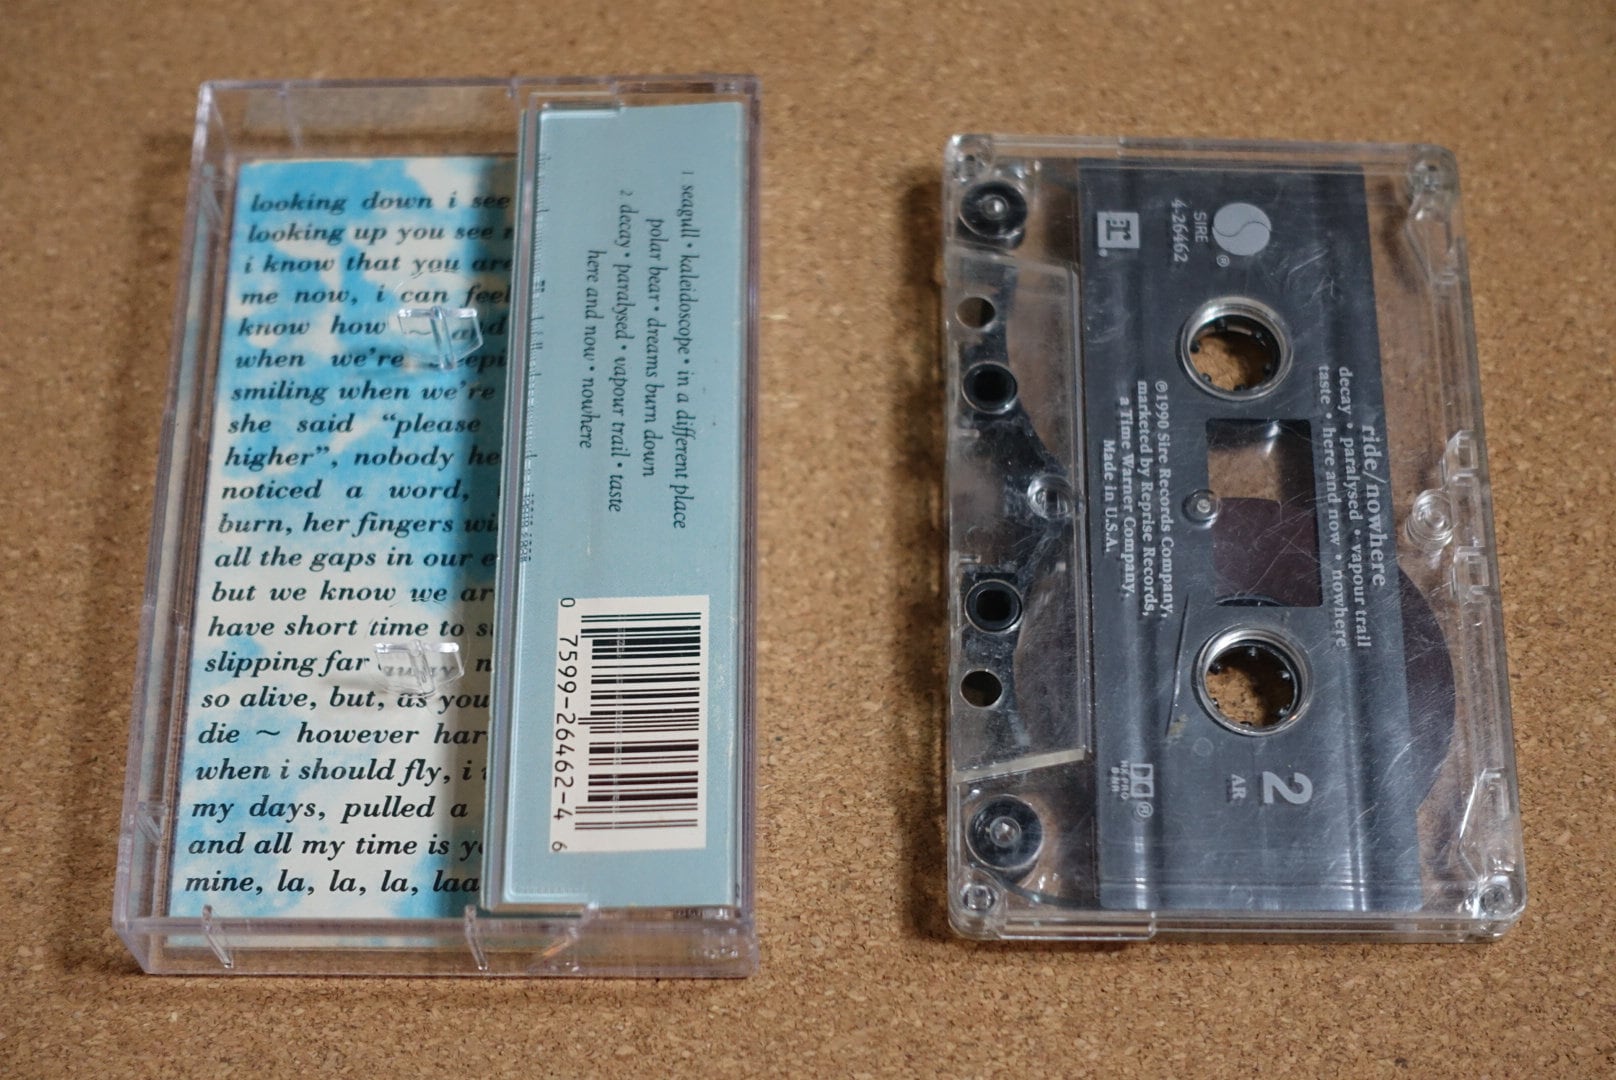 looking down i see
looking up you see
i know that you are
me now, i can feel
know how
when we're
smiling when we're
she said "please
higher", nobody he
noticed a word,
burn, her fingers wi
all the gaps in our e
but we know we ar
have short time to s
slipping far away n
so alive, but, as you
die ~ however har
when i should fly, i
my days, pulled a
and all my time is y
mine, la, la, la, laa
1 seagull • kaleidoscope • in a different place
polar bear • dreams burn down
2 decay • paralysed • vapour trail • taste
here and now • nowhere
0 7599-26462-4 6
SIRE
4-26462
®
R®
ride/nowhere
decay • paralysed • vapour trail
taste • here and now • nowhere
℗1990 Sire Records Company,
marketed by Reprise Records,
a Time Warner Company.
Made in U.S.A.
2
AR
®
HX PRO
B NR